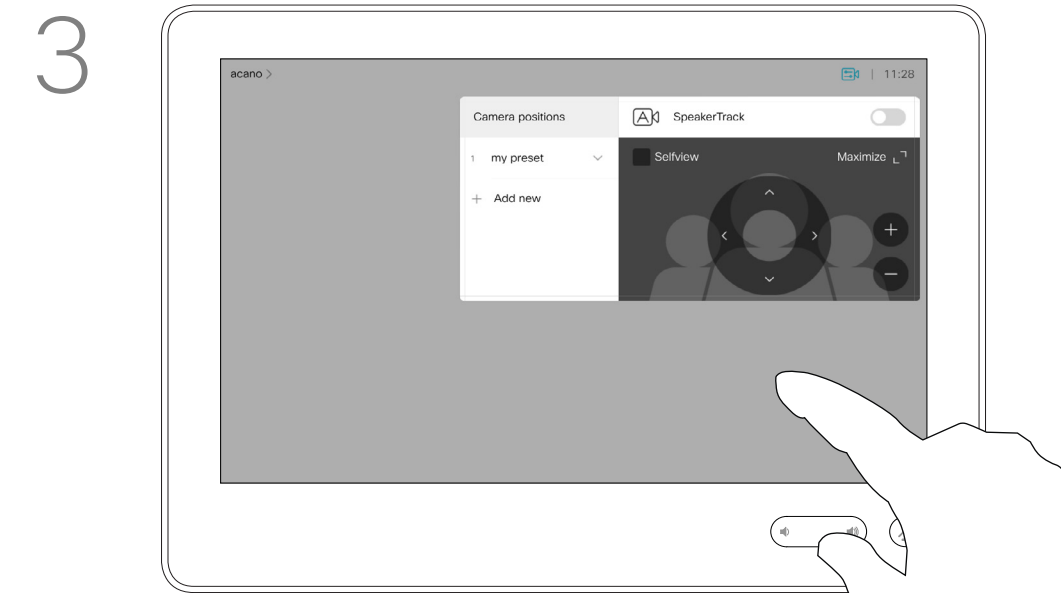 3
acano >
| 11:28
Camera positions
SpeakerTrack
1 my preset
Selfview
Maximize
+ Add new